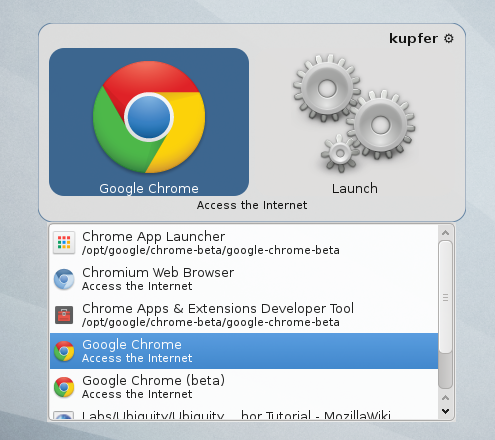 kupfer
Google Chrome
Launch
Access the Internet
Chrome App Launcher
/opt/google/chrome-beta/google-chrome-beta
Chromium Web Browser
Access the Internet
Chrome Apps & Extensions Developer Tool
/opt/google/chrome-beta/google-chrome-beta
Google Chrome
Access the Internet
Google Chrome (beta)
Access the Internet
Labs/Ubiquity/Ubiquity ... hor Tutorial - MozillaWiki